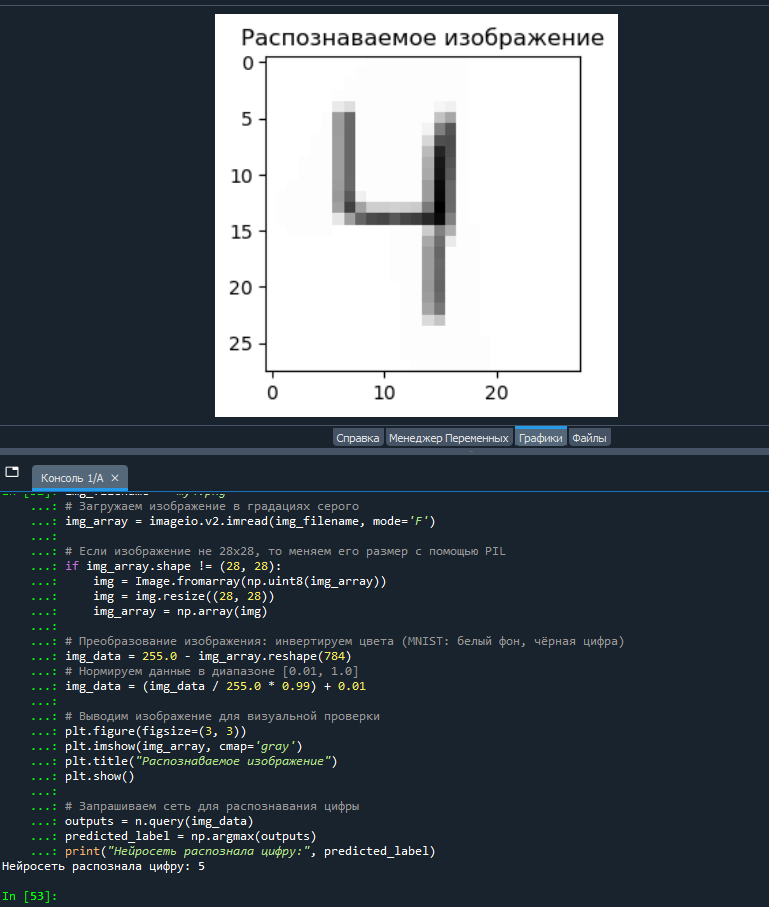 Распознаваемое изображение
0
5
10
15
20
25
0 10 20
Справка Менеджер Переменных Графики Файлы
Консоль 1/A ×
...: # Загружаем изображение в градациях серого
...: img_array = imageio.v2.imread(img_filename, mode='F')
...:
...: # Если изображение не 28x28, то меняем его размер с помощью PIL
...: if img_array.shape != (28, 28):
...:     img = Image.fromarray(np.uint8(img_array))
...:     img = img.resize((28, 28))
...:     img_array = np.array(img)
...:
...: # Преобразование изображения: инвертируем цвета (MNIST: белый фон, чёрная цифра)
...: img_data = 255.0 - img_array.reshape(784)
...: # Нормируем данные в диапазоне [0.01, 1.0]
...: img_data = (img_data / 255.0 * 0.99) + 0.01
...:
...: # Выводим изображение для визуальной проверки
...: plt.figure(figsize=(3, 3))
...: plt.imshow(img_array, cmap='gray')
...: plt.title("Распознаваемое изображение")
...: plt.show()
...:
...: # Запрашиваем сеть для распознавания цифры
...: outputs = n.query(img_data)
...: predicted_label = np.argmax(outputs)
...: print("Нейросеть распознала цифру:", predicted_label)
Нейросеть распознала цифру: 5
In [53]: